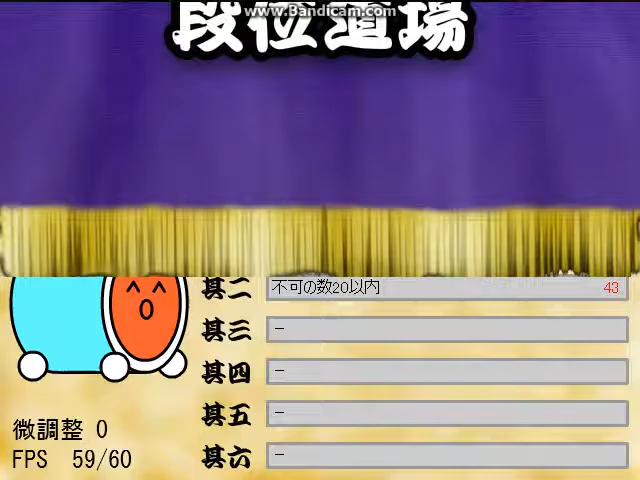 www.Bandicam.com
段位道場
其二 不可の数20以内 43
其三 −
其四 −
其五 −
其六 −
微調整 0
FPS 59/60